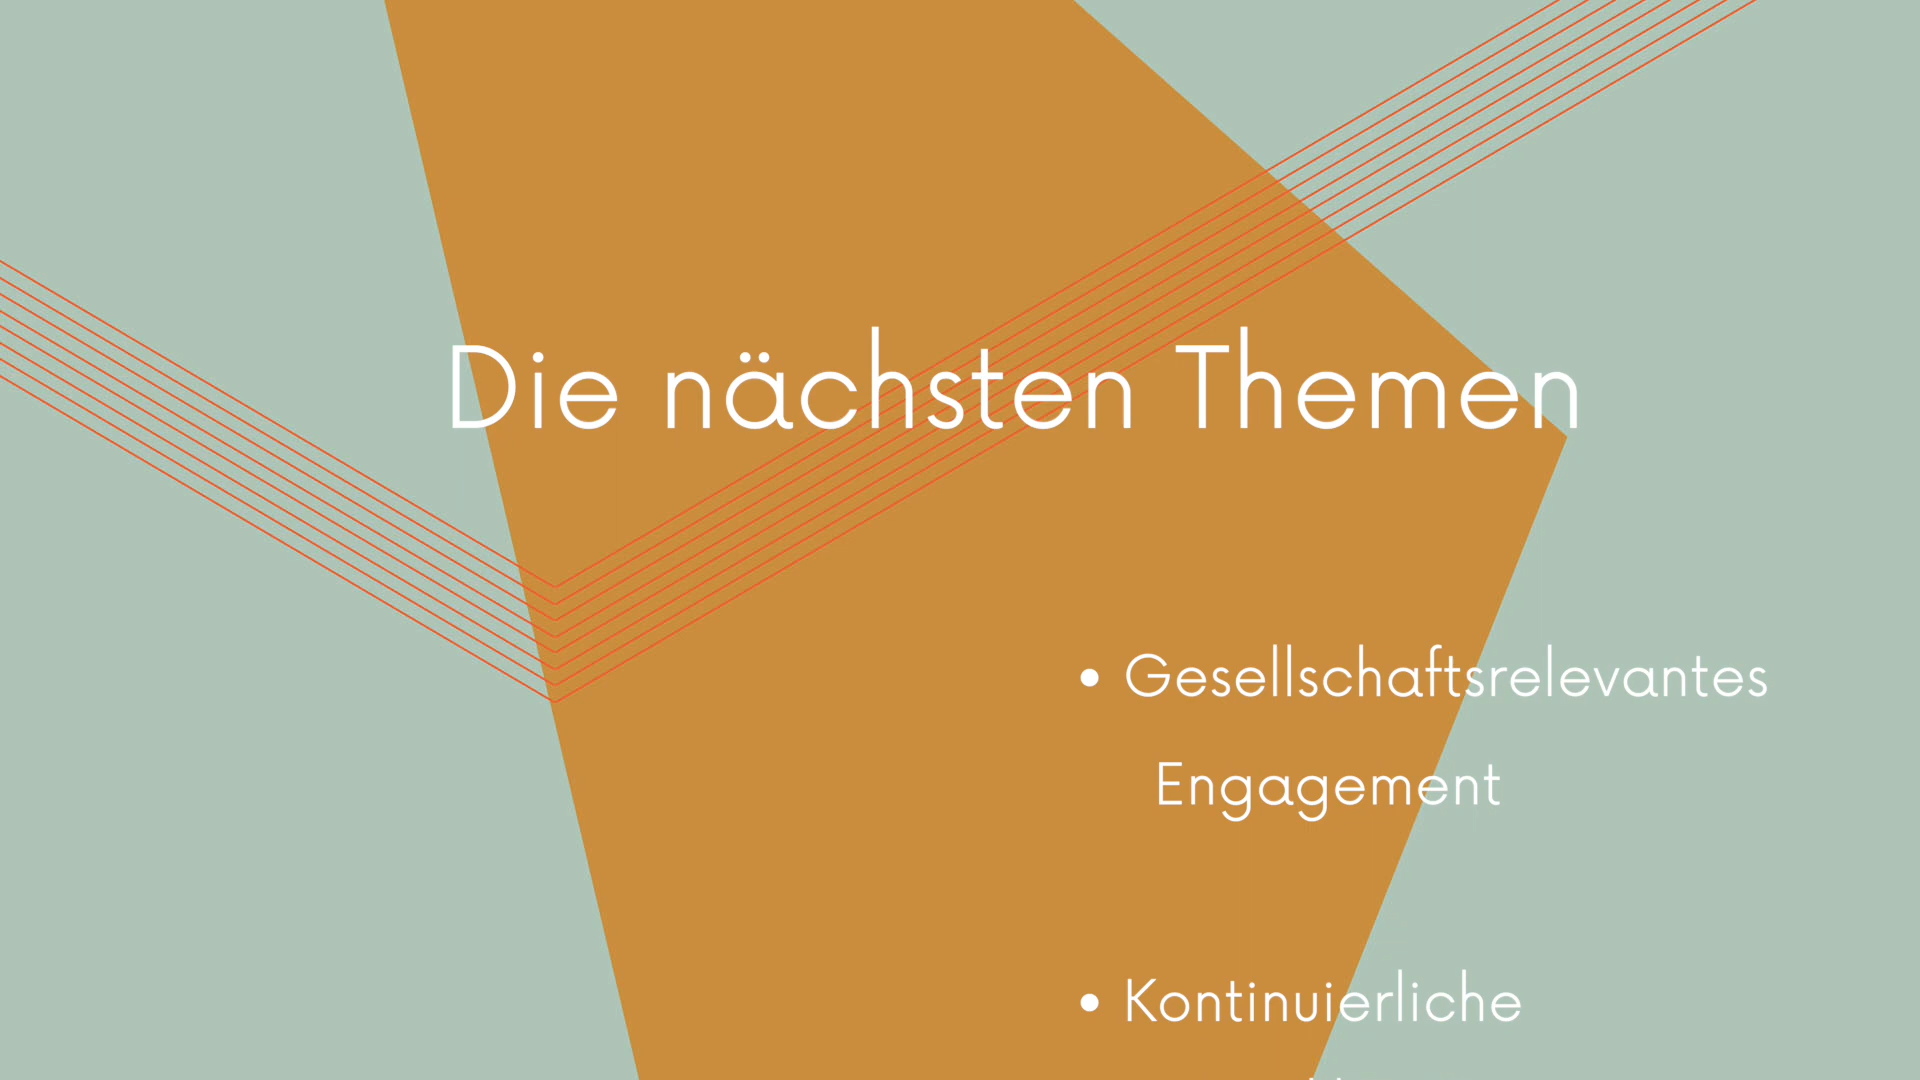 Die nächsten Themen
• Gesellschaftsrelevantes
Engagement
• Kontinuierliche